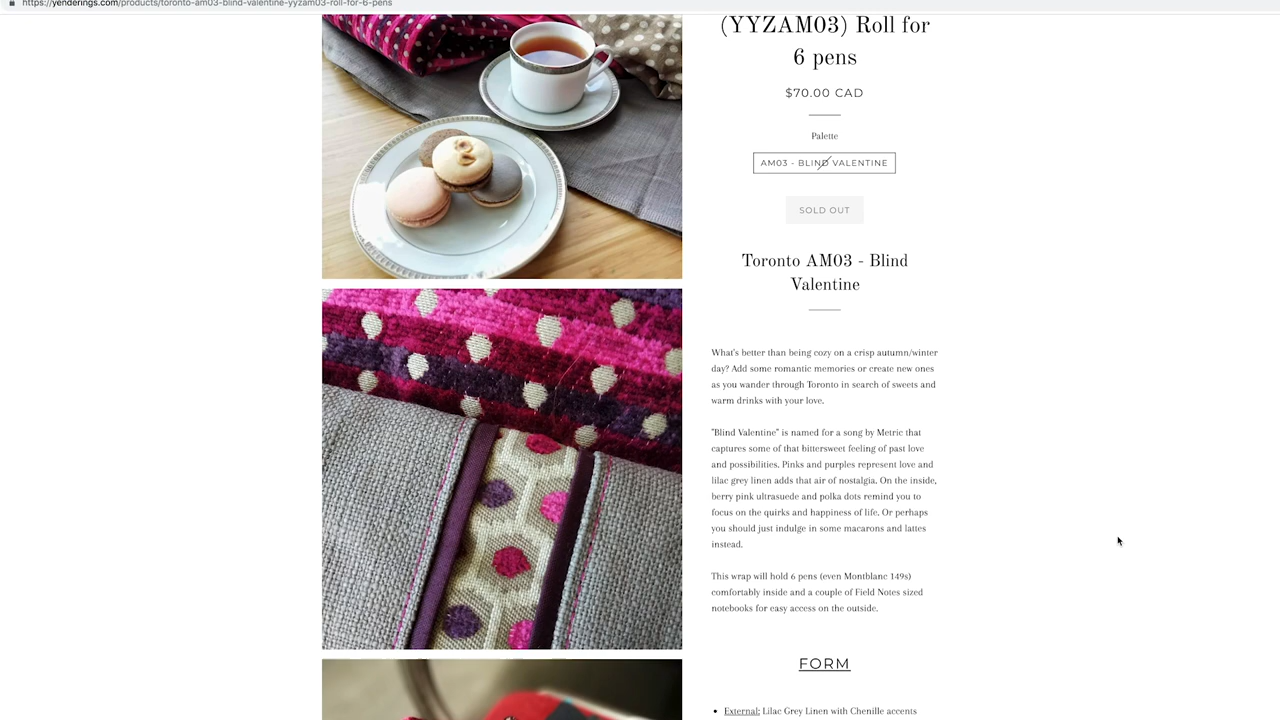 https://yenderings.com/products/toronto-am03-blind-valentine-yyzam03-roll-for-6-pens
(YYZAM03) Roll for
6 pens
$70.00 CAD
Palette
AM03 - BLIND VALENTINE
SOLD OUT
Toronto AM03 - Blind
Valentine
What's better than being cozy on a crisp autumn/winter
day? Add some romantic memories or create new ones
as you wander through Toronto in search of sweets and
warm drinks with your love.
"Blind Valentine" is named for a song by Metric that
captures some of that bittersweet feeling of past love
and possibilities. Pinks and purples represent love and
lilac grey linen adds that air of nostalgia. On the inside,
berry pink ultrasuede and polka dots remind you to
focus on the quirks and happiness of life. Or perhaps
you should just indulge in some macarons and lattes
instead.
This wrap will hold 6 pens (even Montblanc 149s)
comfortably inside and a couple of Field Notes sized
notebooks for easy access on the outside.
FORM
• External: Lilac Grey Linen with Chenille accents